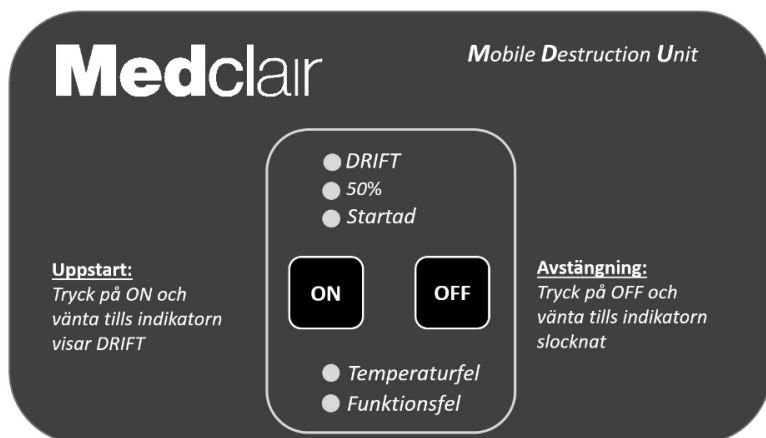 Medclair
Mobile Destruction Unit
DRIFT
50%
Startad
Uppstart:
Tryck på ON och
vänta tills indikatorn
visar DRIFT
ON
OFF
Avstängning:
Tryck på OFF och
vänta tills indikatorn
slocknat
Temperaturfel
Funktionsfel